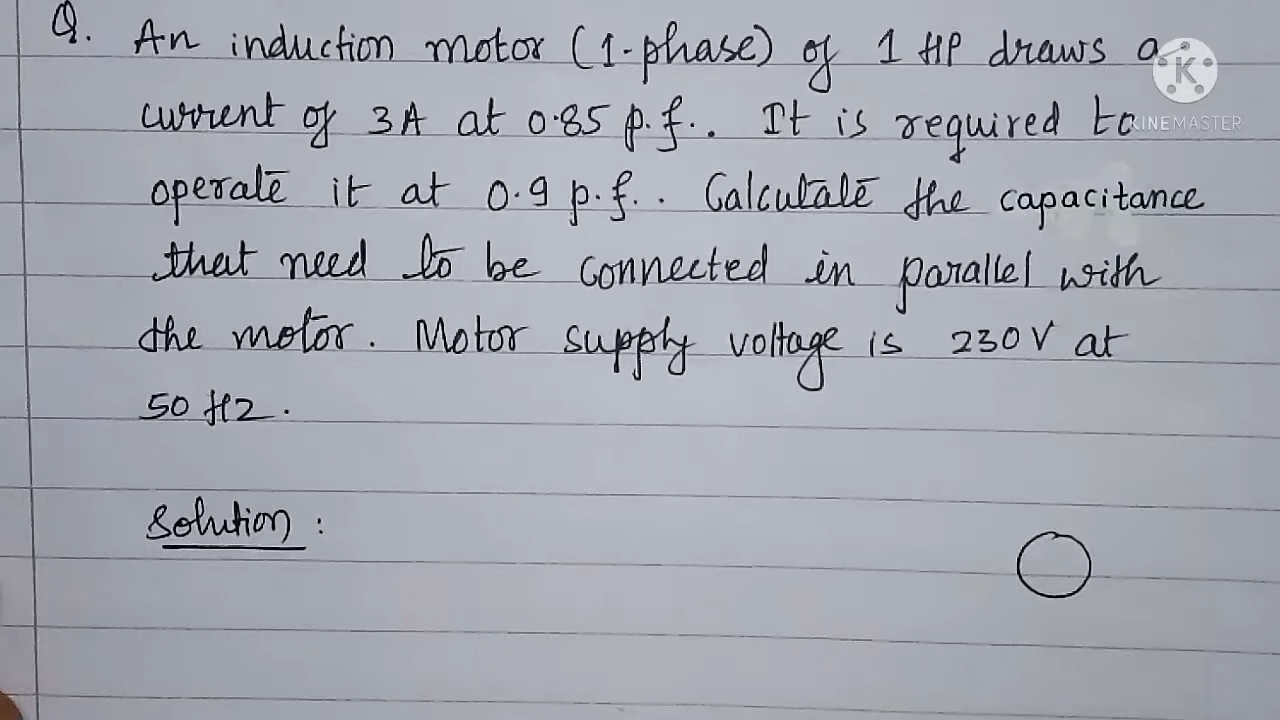 Q. An induction motor (1-phase) of 1 HP draws a
current of 3A at 0.85 p.f.. It is required to
operate it at 0.9 p.f.. Calculate the capacitance
that need to be connected in parallel with
the motor. Motor supply voltage is 230V at
50 HZ.
Solution :
K
KINEMASTER